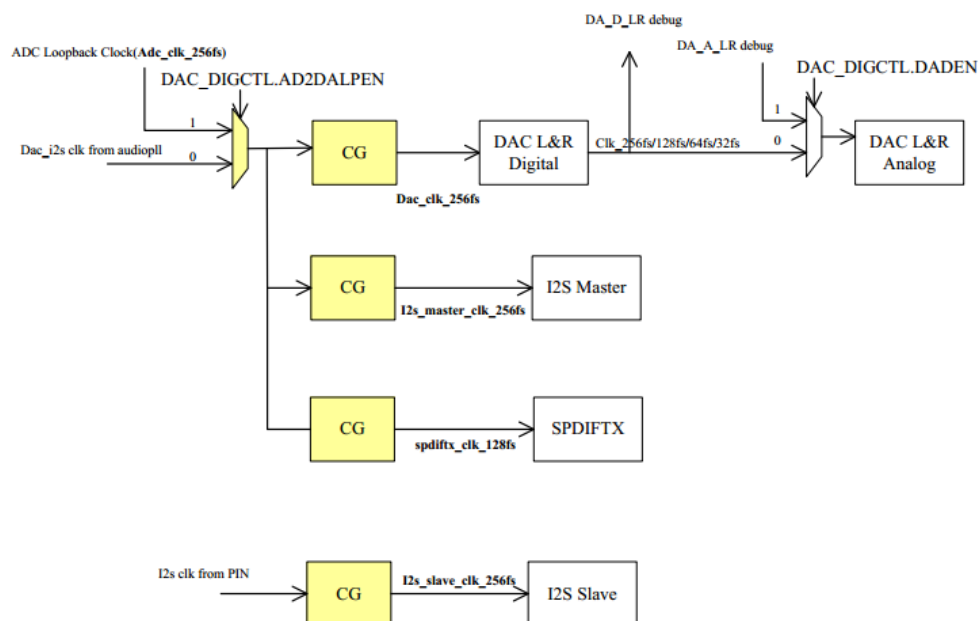 DA_D_LR debug
ADC Loopback Clock(Adc_clk_256fs)
DA_A_LR debug
DAC_DIGCTL.AD2DALPEN
DAC_DIGCTL.DADEN
1
1
Dac_i2s clk from audiopll
0
CG
DAC L&R
Digital
Clk_256fs/128fs/64fs/32fs
0
DAC L&R
Analog
Dac_clk_256fs
CG
I2S Master
I2s_master_clk_256fs
CG
SPDIFTX
spdiftx_clk_128fs
I2s clk from PIN
I2s_slave_clk_256fs
CG
I2S Slave